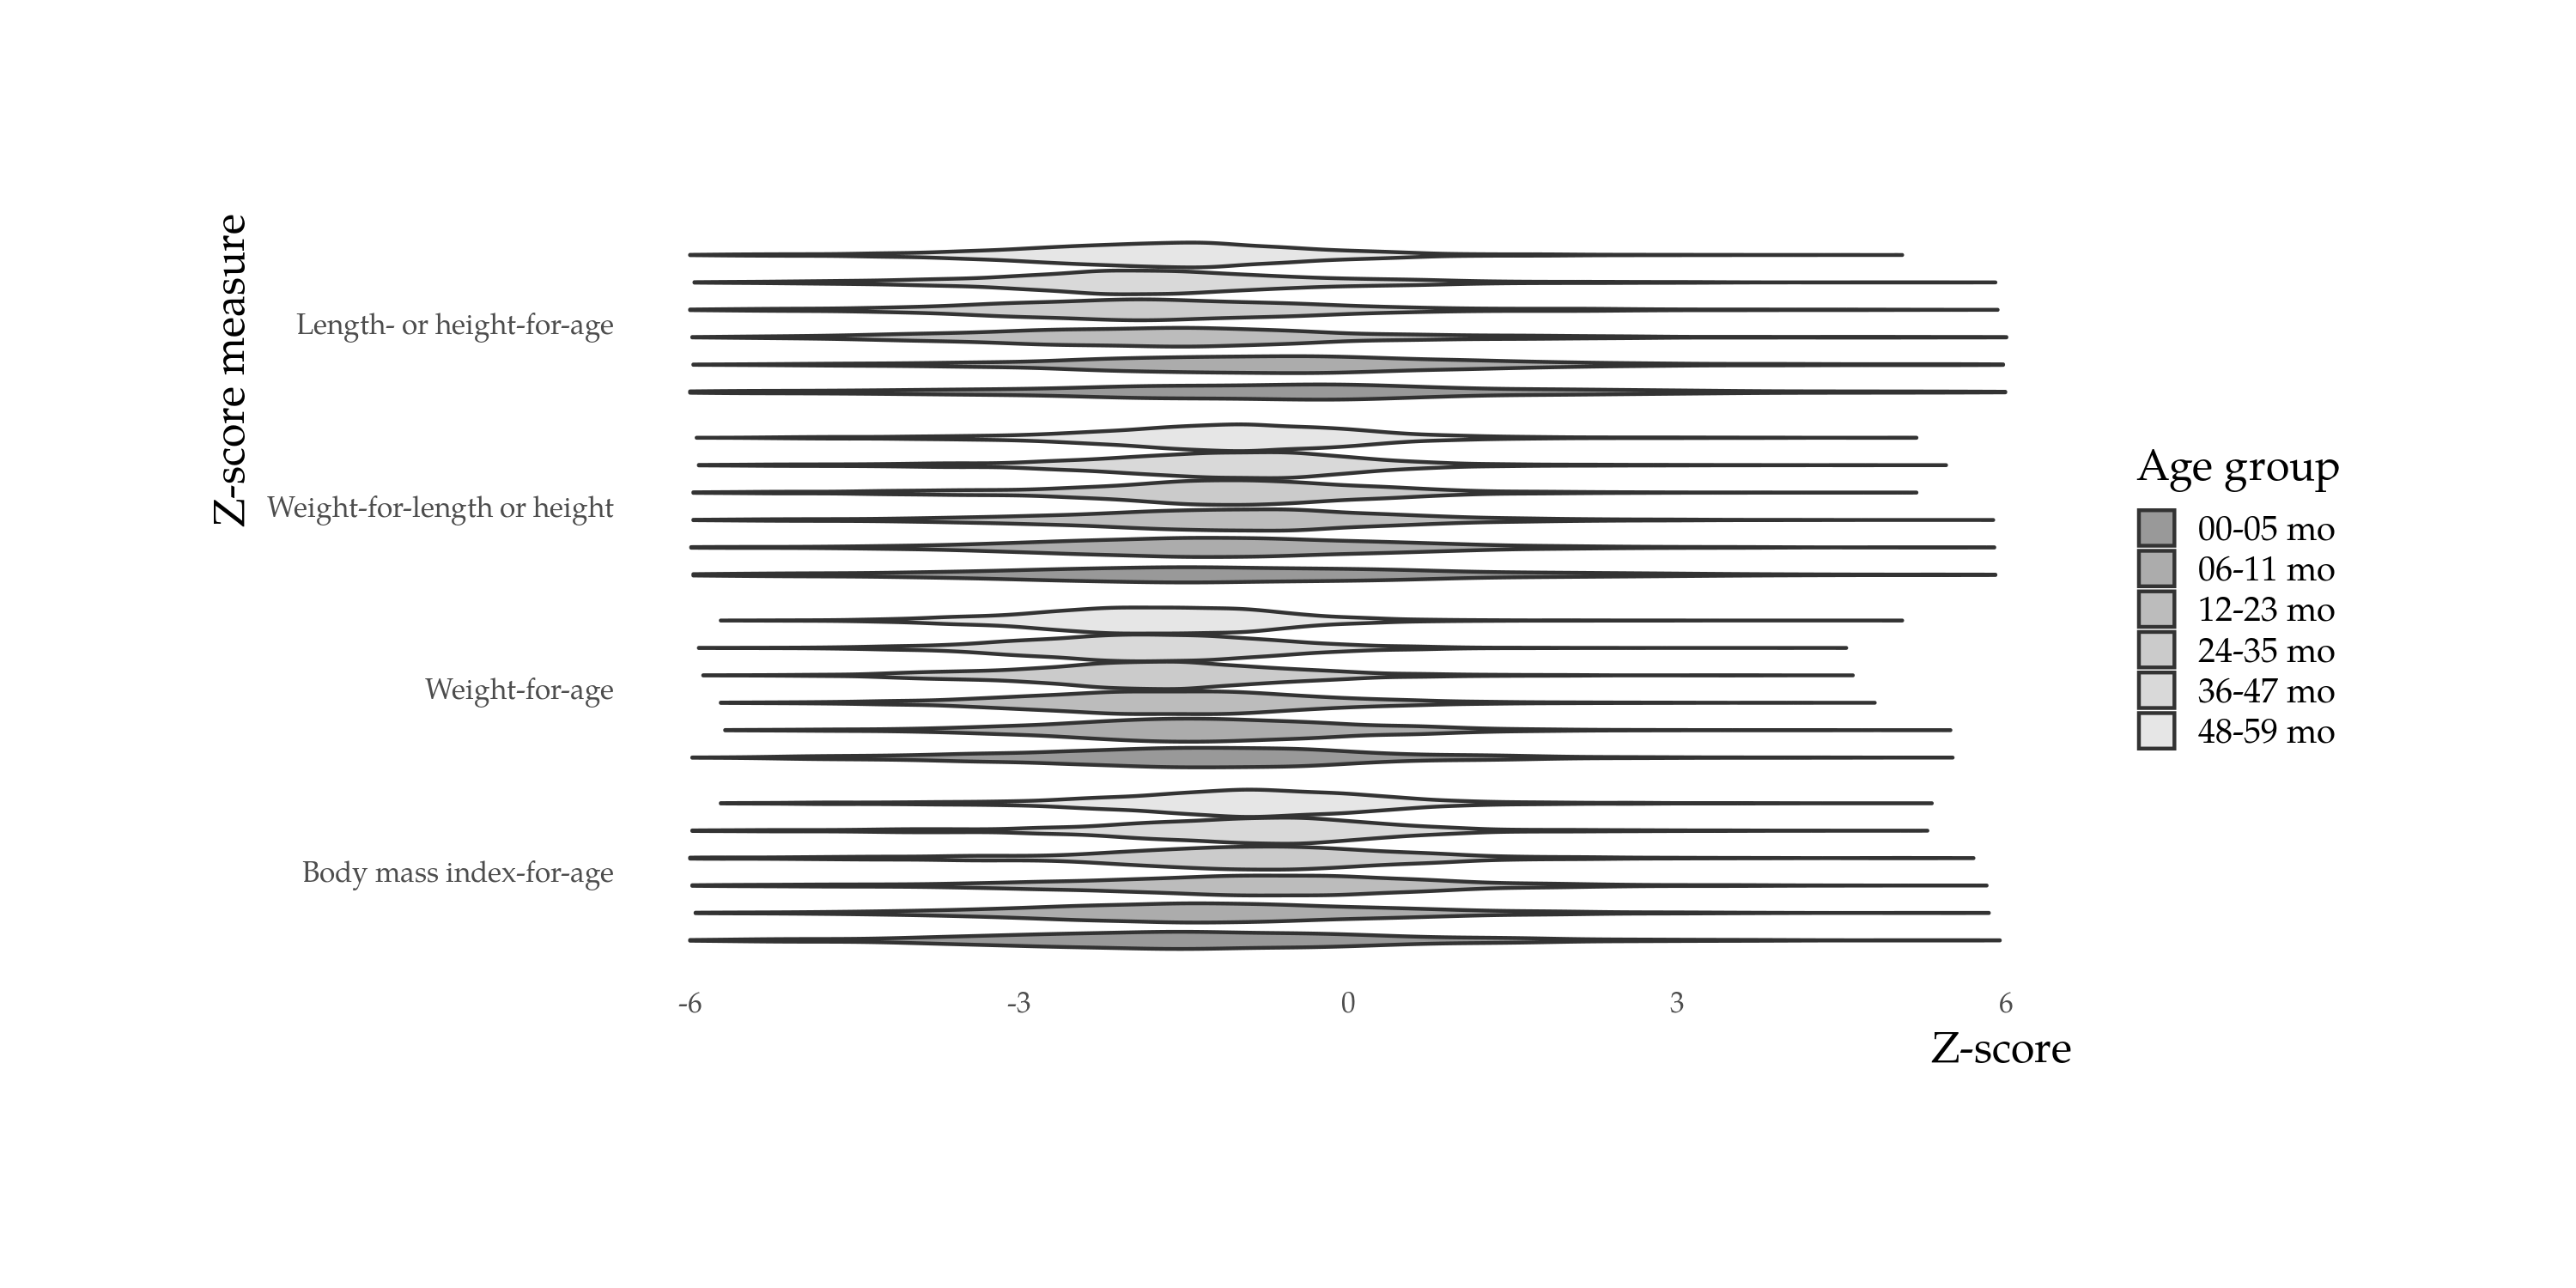 Z-score measure
Length- or height-for-age
Weight-for-length or height
Weight-for-age
Body mass index-for-age
-6 -3 0 3 6
Z-score
Age group
00-05 mo
06-11 mo
12-23 mo
24-35 mo
36-47 mo
48-59 mo